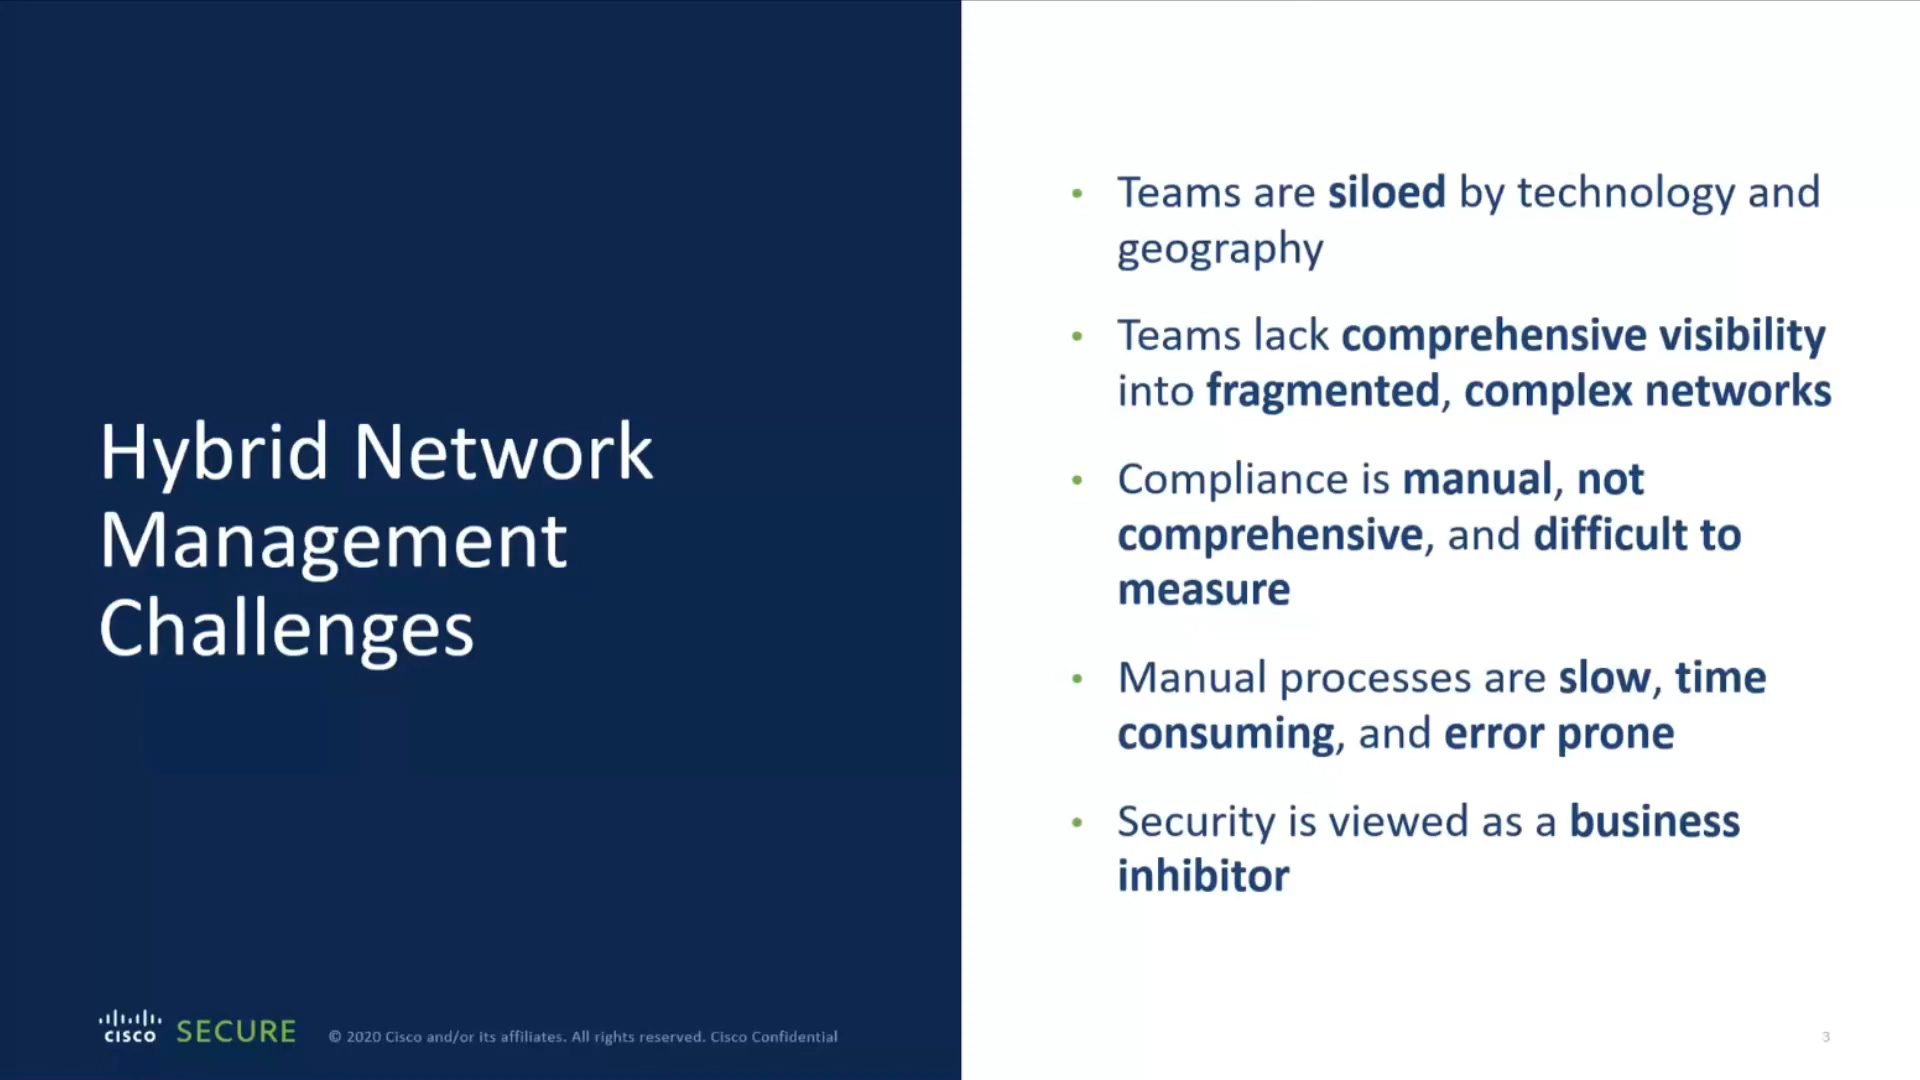 Hybrid Network
Management
Challenges
• Teams are siloed by technology and
geography
• Teams lack comprehensive visibility
into fragmented, complex networks
• Compliance is manual, not
comprehensive, and difficult to
measure
• Manual processes are slow, time
consuming, and error prone
• Security is viewed as a business
inhibitor
cisco SECURE © 2020 Cisco and/or its affiliates. All rights reserved. Cisco Confidential
3